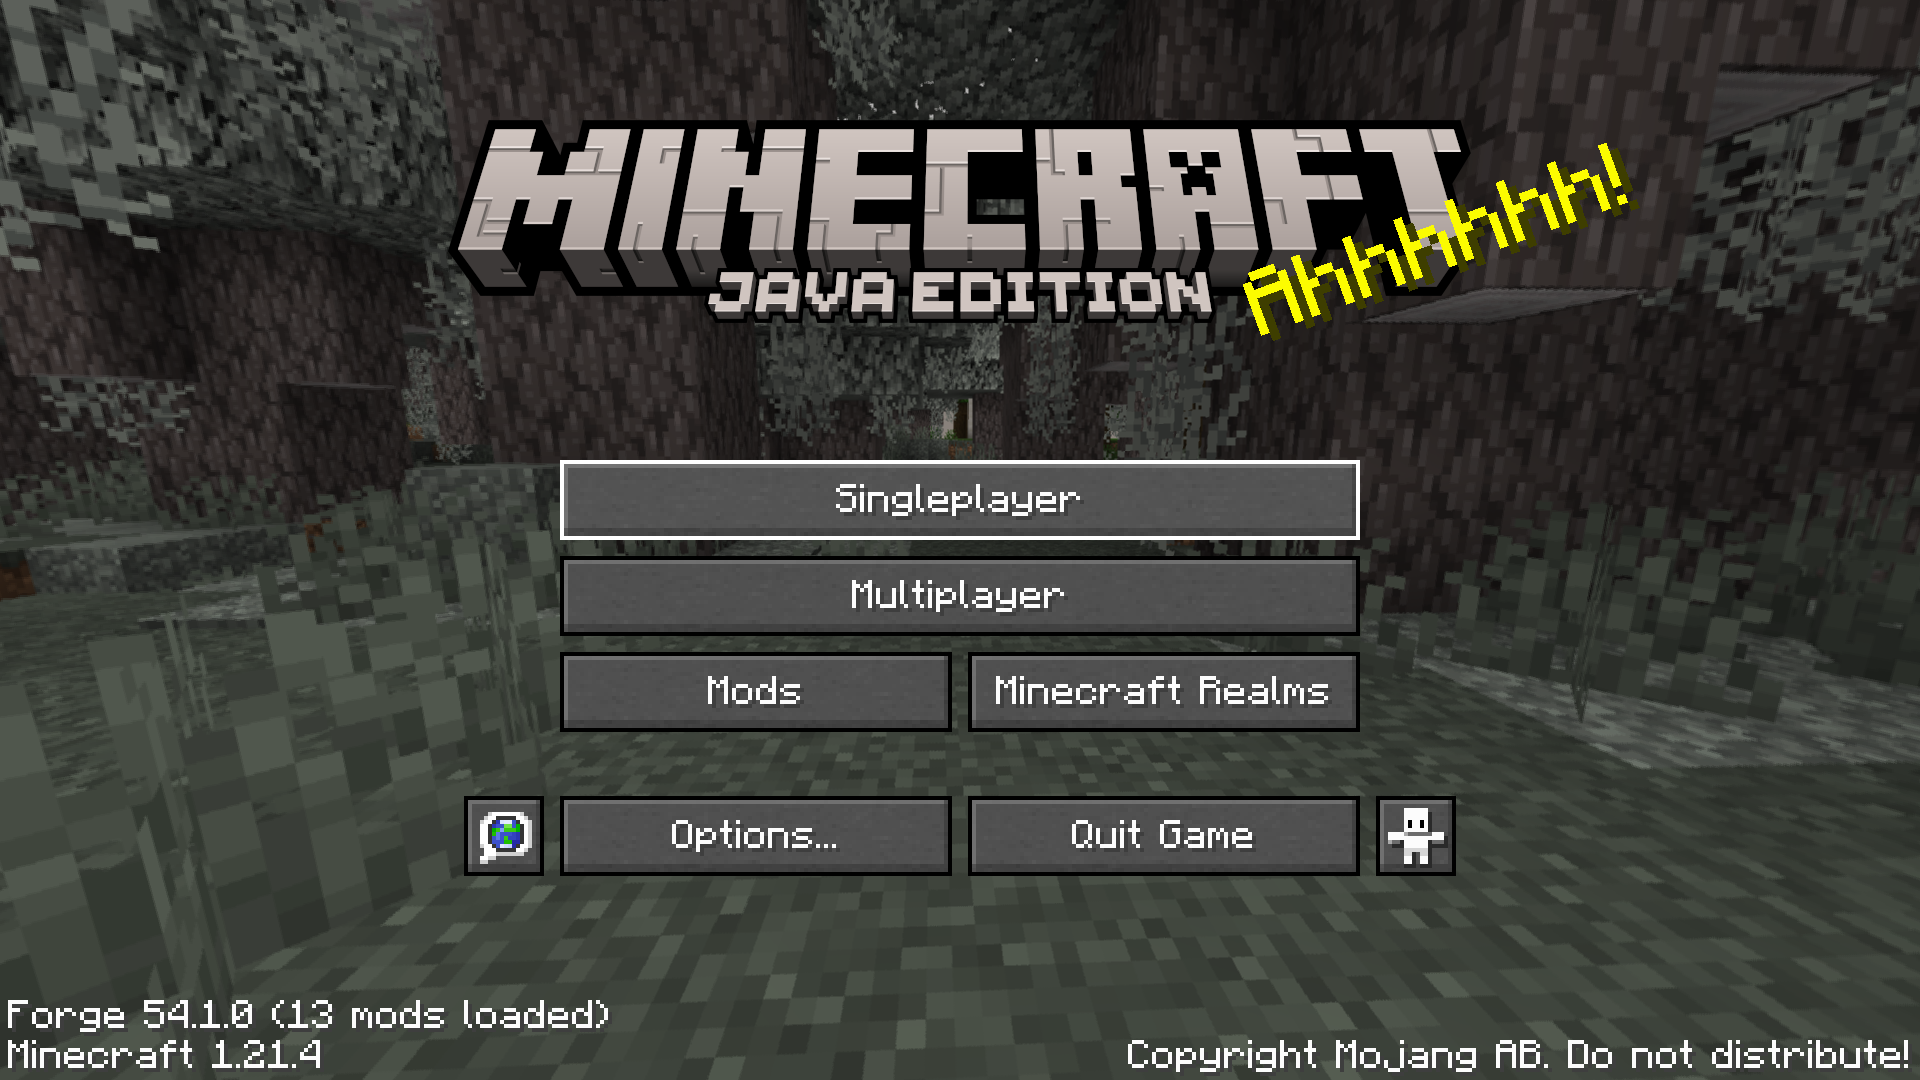 MINECRAFT
JAVA EDITION
Ahhhhhh!
Singleplayer
Multiplayer
Mods
Minecraft Realms
Options...
Quit Game
Forge 54.1.0 (13 mods loaded)
Minecraft 1.21.4
Copyright Mojang AB. Do not distribute!